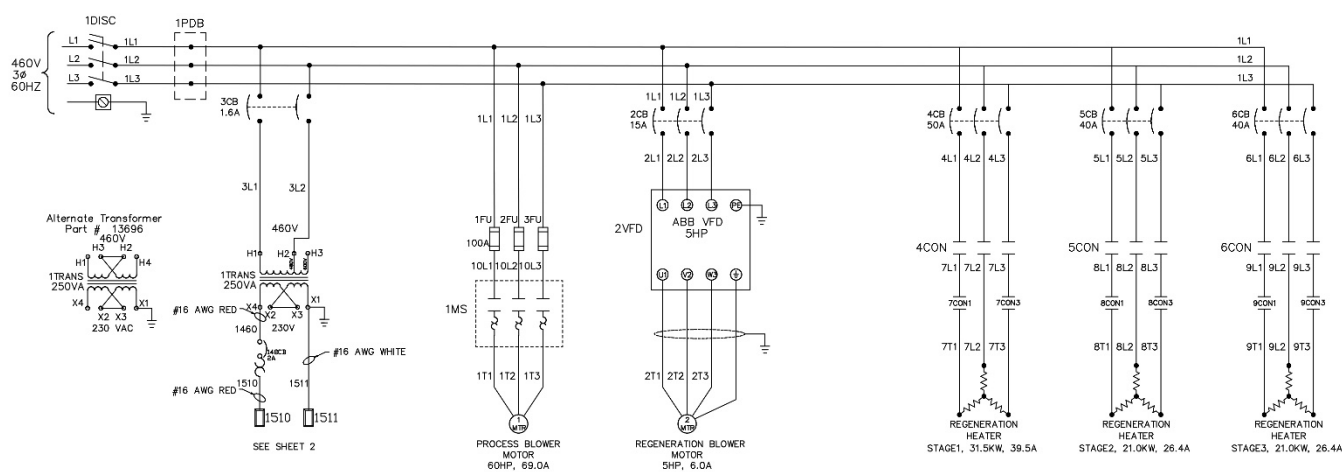 1DISC
1PDB
L1
1L1
L2
1L2
L3
1L3
460V
3ø
60HZ
1L1
1L2
1L3
3CB
1.6A
3L1
3L2
Alternate Transformer
Part # 13696
460V
H3 H2
H1 H4
1TRANS
250VA
X4 X1
X2 X3
230 VAC
460V
H1 H2 H3
1TRANS
250VA
X4 X1
X2 X3
230V
#16 AWG RED
1460
140CB
2A
#16 AWG WHITE
1510 1511
#16 AWG RED
1510 1511
SEE SHEET 2
1L1 1L2 1L3
1FU 2FU 3FU
100A
10L1 10L2 10L3
1MS
1T1 1T2 1T3
1
MTR
PROCESS BLOWER
MOTOR
60HP, 69.0A
1L1 1L2 1L3
2CB
15A
2L1 2L2 2L3
L1 L2 L3 PE
2VFD
ABB VFD
5HP
U1 V2 W3
2T1 2T2 2T3
2
MTR
REGENERATION BLOWER
MOTOR
5HP, 6.0A
4CB
50A
4L1 4L2 4L3
4CON
7L1 7L2 7L3
7CON1 7CON3
7T1 7L2 7T3
REGENERATION
HEATER
STAGE1, 31.5KW, 39.5A
5CB
40A
5L1 5L2 5L3
5CON
8L1 8L2 8L3
8CON1 8CON3
8T1 8L2 8T3
REGENERATION
HEATER
STAGE2, 21.0KW, 26.4A
6CB
40A
6L1 6L2 6L3
6CON
9L1 9L2 9L3
9CON1 9CON3
9T1 9L2 9T3
REGENERATION
HEATER
STAGE3, 21.0KW, 26.4A